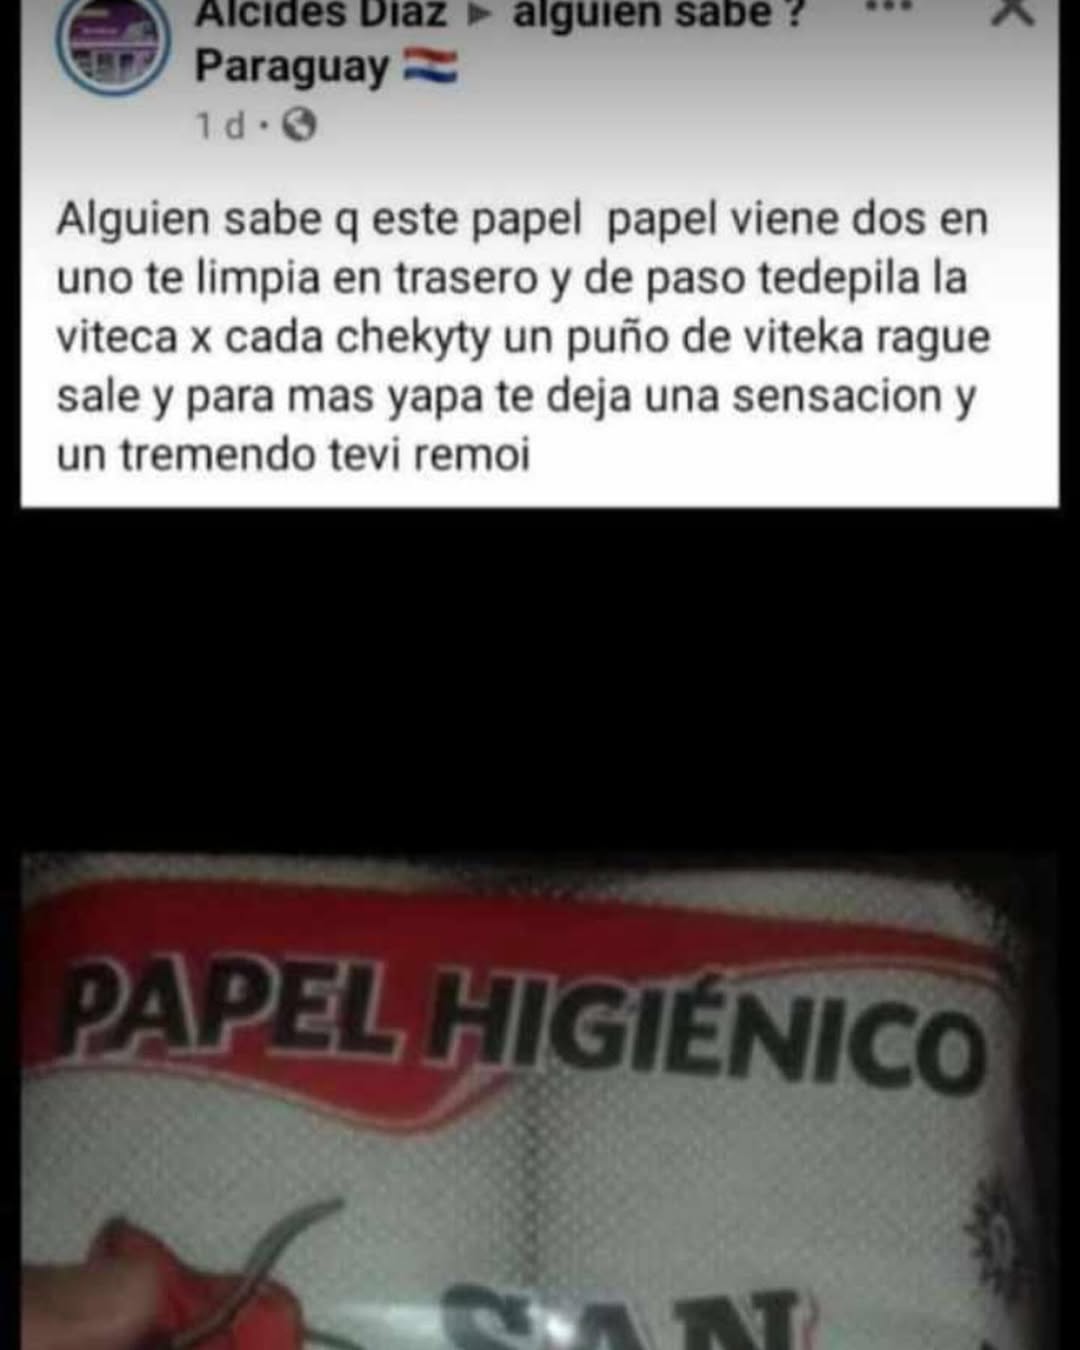 Alcides Diaz ▸ alguien sabe ?
Paraguay 🇵🇾
1 d ·
Alguien sabe q este papel papel viene dos en
uno te limpia en trasero y de paso tedepila la
viteca x cada chekyty un puño de viteka rague
sale y para mas yapa te deja una sensacion y
un tremendo tevi remoi
PAPEL HIGIÉNICO
SAN